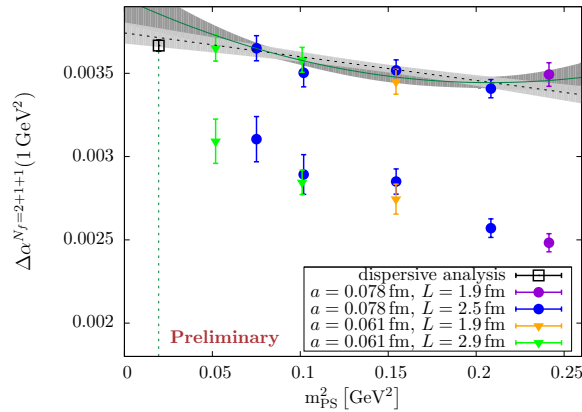 0.0035
0.003
0.0025
0.002
Δα^{N_f=2+1+1}(1 GeV²)
dispersive analysis
a = 0.078 fm, L = 1.9 fm
a = 0.078 fm, L = 2.5 fm
a = 0.061 fm, L = 1.9 fm
a = 0.061 fm, L = 2.9 fm
Preliminary
0 0.05 0.1 0.15 0.2 0.25
m²_{PS} [GeV²]